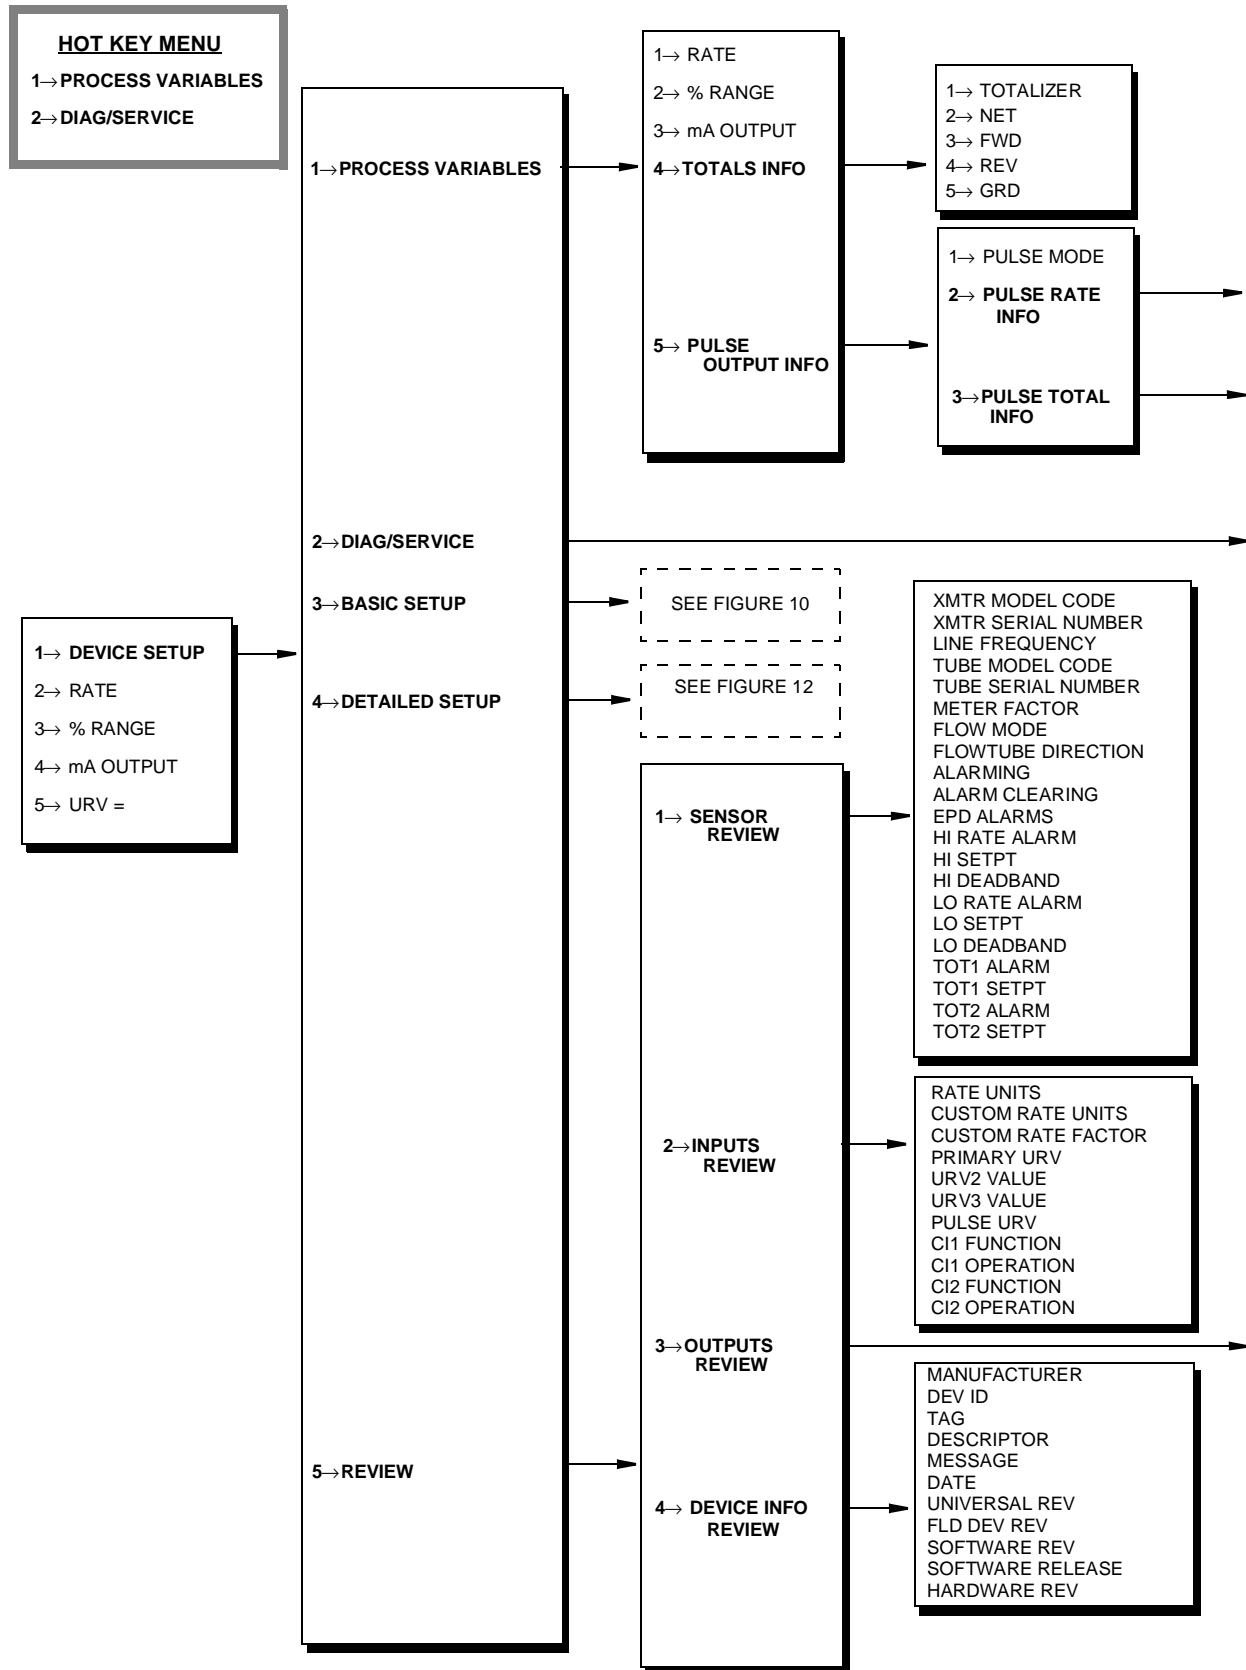 HOT KEY MENU
1→PROCESS VARIABLES
2→DIAG/SERVICE
1→ DEVICE SETUP
2→ RATE
3→ % RANGE
4→ mA OUTPUT
5→ URV =
1→PROCESS VARIABLES
2→DIAG/SERVICE
3→BASIC SETUP
4→DETAILED SETUP
5→REVIEW
1→ RATE
2→ % RANGE
3→ mA OUTPUT
4→TOTALS INFO
5→ PULSE
OUTPUT INFO
1→ TOTALIZER
2→ NET
3→ FWD
4→ REV
5→ GRD
1→ PULSE MODE
2→ PULSE RATE
INFO
3→PULSE TOTAL
INFO
SEE FIGURE 10
SEE FIGURE 12
1→ SENSOR
REVIEW
2→INPUTS
REVIEW
3→OUTPUTS
REVIEW
4→ DEVICE INFO
REVIEW
XMTR MODEL CODE
XMTR SERIAL NUMBER
LINE FREQUENCY
TUBE MODEL CODE
TUBE SERIAL NUMBER
METER FACTOR
FLOW MODE
FLOWTUBE DIRECTION
ALARMING
ALARM CLEARING
EPD ALARMS
HI RATE ALARM
HI SETPT
HI DEADBAND
LO RATE ALARM
LO SETPT
LO DEADBAND
TOT1 ALARM
TOT1 SETPT
TOT2 ALARM
TOT2 SETPT
RATE UNITS
CUSTOM RATE UNITS
CUSTOM RATE FACTOR
PRIMARY URV
URV2 VALUE
URV3 VALUE
PULSE URV
CI1 FUNCTION
CI1 OPERATION
CI2 FUNCTION
CI2 OPERATION
MANUFACTURER
DEV ID
TAG
DESCRIPTOR
MESSAGE
DATE
UNIVERSAL REV
FLD DEV REV
SOFTWARE REV
SOFTWARE RELEASE
HARDWARE REV